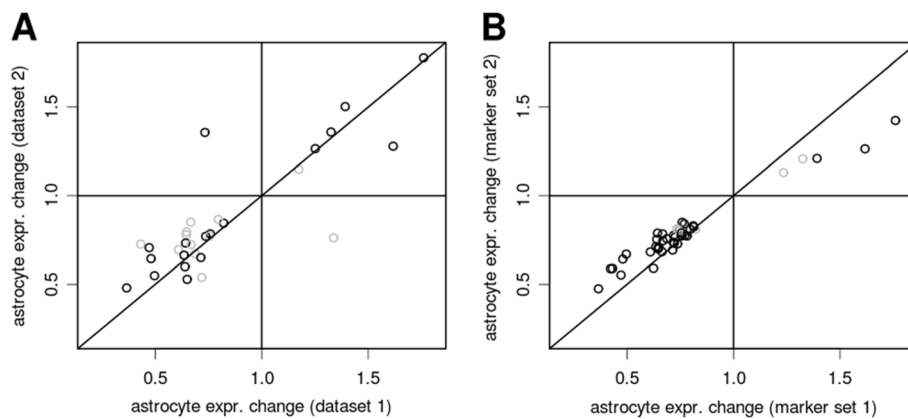 A
B
astrocyte expr. change (dataset 2)
1.5
1.0
0.5
0.5
1.0
1.5
astrocyte expr. change (dataset 1)
astrocyte expr. change (marker set 2)
1.5
1.0
0.5
0.5
1.0
1.5
astrocyte expr. change (marker set 1)